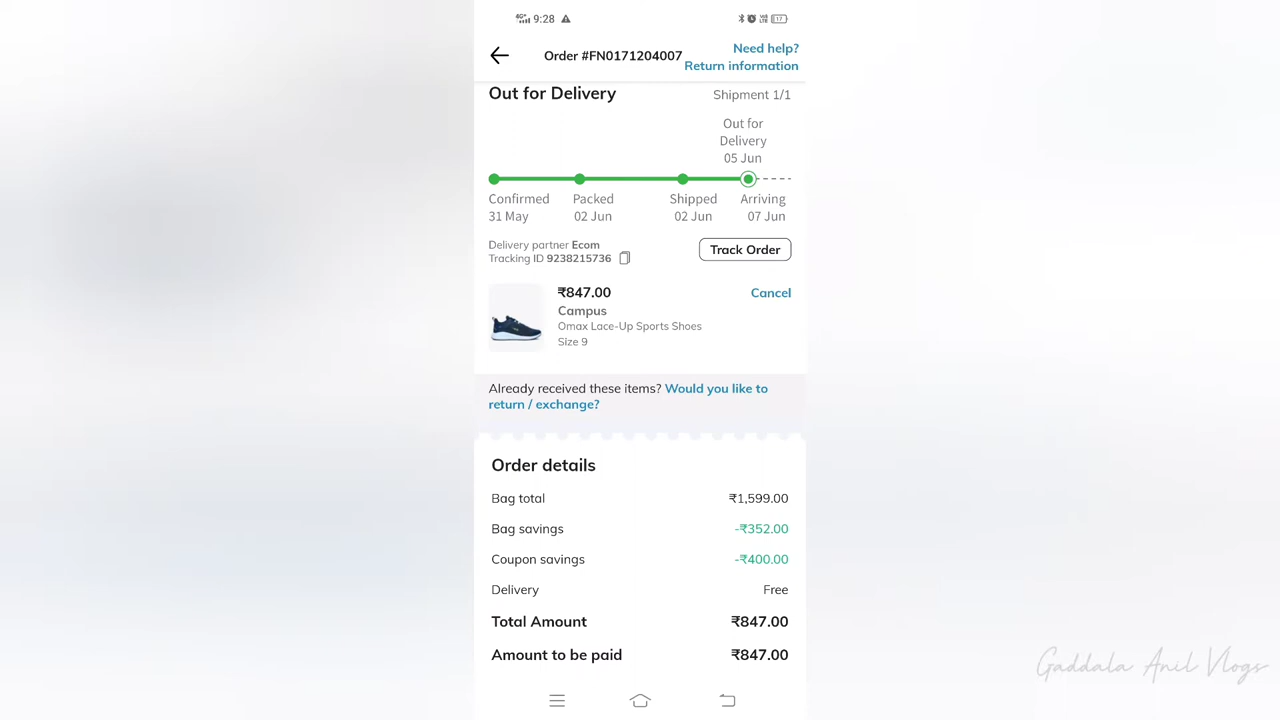 4G 9:28
VoLTE 17
Order #FN0171204007
Need help?
Return information
Out for Delivery
Shipment 1/1
Out for
Delivery
05 Jun
Confirmed
31 May
Packed
02 Jun
Shipped
02 Jun
Arriving
07 Jun
Delivery partner Ecom
Tracking ID 9238215736
Track Order
₹847.00
Cancel
Campus
Omax Lace-Up Sports Shoes
Size 9
Already received these items? Would you like to
return / exchange?
Order details
Bag total ₹1,599.00
Bag savings -₹352.00
Coupon savings -₹400.00
Delivery Free
Total Amount ₹847.00
Amount to be paid ₹847.00
Gaddala Anil Vlogs